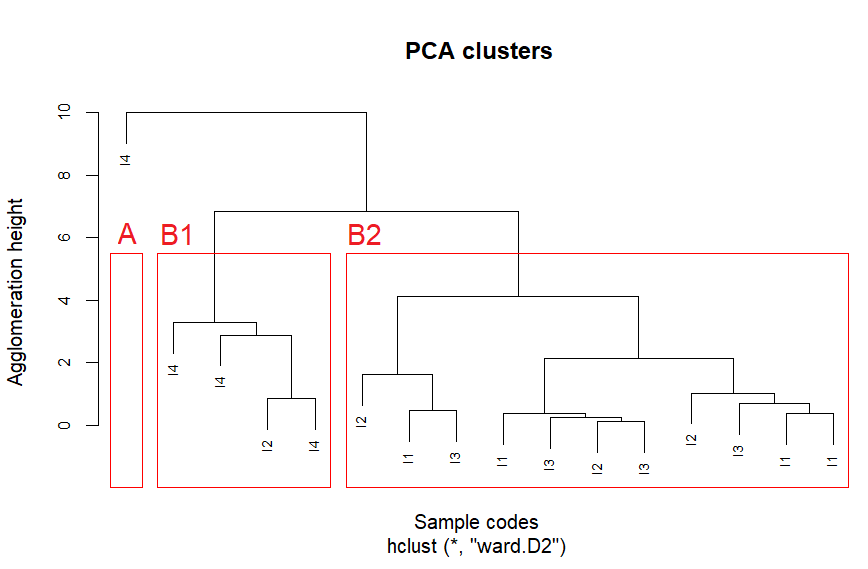 PCA clusters
Agglomeration height
10
8
6
4
2
0
A
B1
B2
I4
I4
I4
I2
I4
I2
I1
I3
I1
I3
I2
I3
I2
I3
I1
I1
Sample codes
hclust (*, "ward.D2")